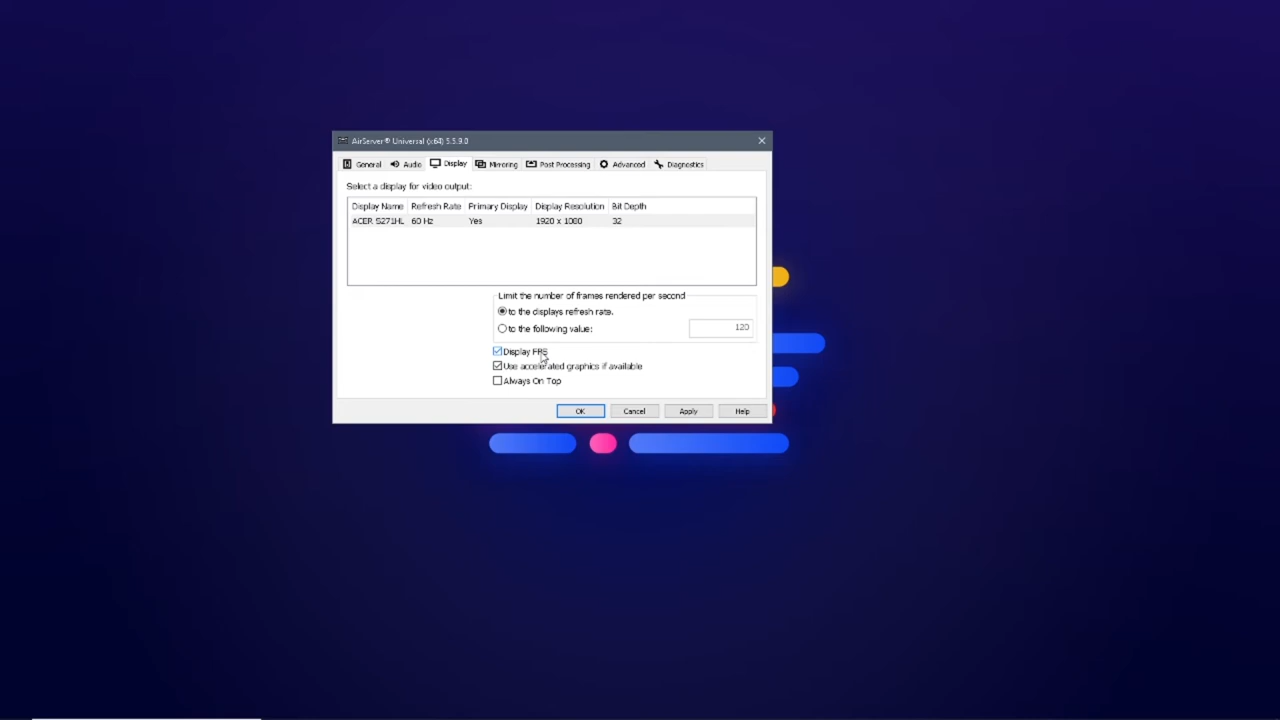 AirServer® Universal (x64) 5.5.9.0
General Audio Display Mirroring Post Processing Advanced Diagnostics
Select a display for video output:
Display Name Refresh Rate Primary Display Display Resolution Bit Depth
ACER S271HL 60 Hz Yes 1920 x 1080 32
Limit the number of frames rendered per second
to the displays refresh rate.
to the following value: 120
Display FPS
Use accelerated graphics if available
Always On Top
OK Cancel Apply Help